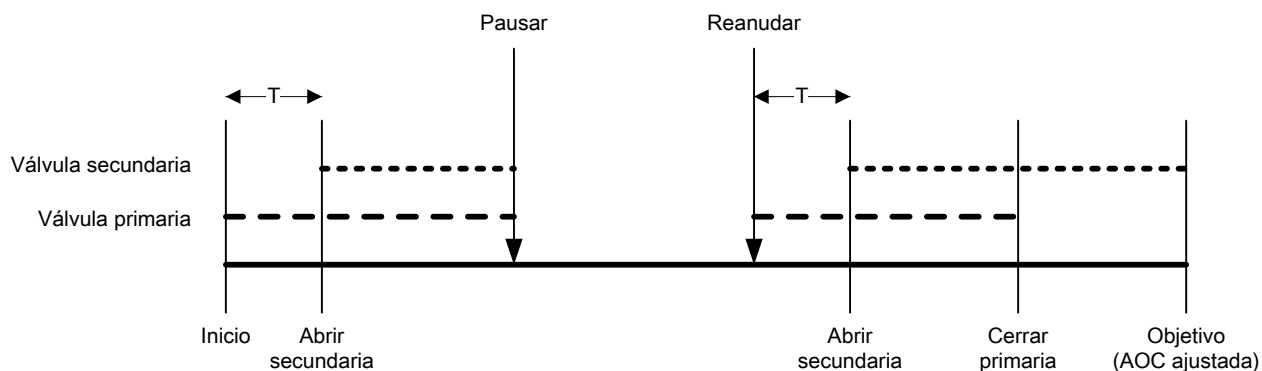 Pausar
Reanudar
T
T
Válvula secundaria
Válvula primaria
Inicio
Abrir
secundaria
Abrir
secundaria
Cerrar
primaria
Objetivo
(AOC ajustada)